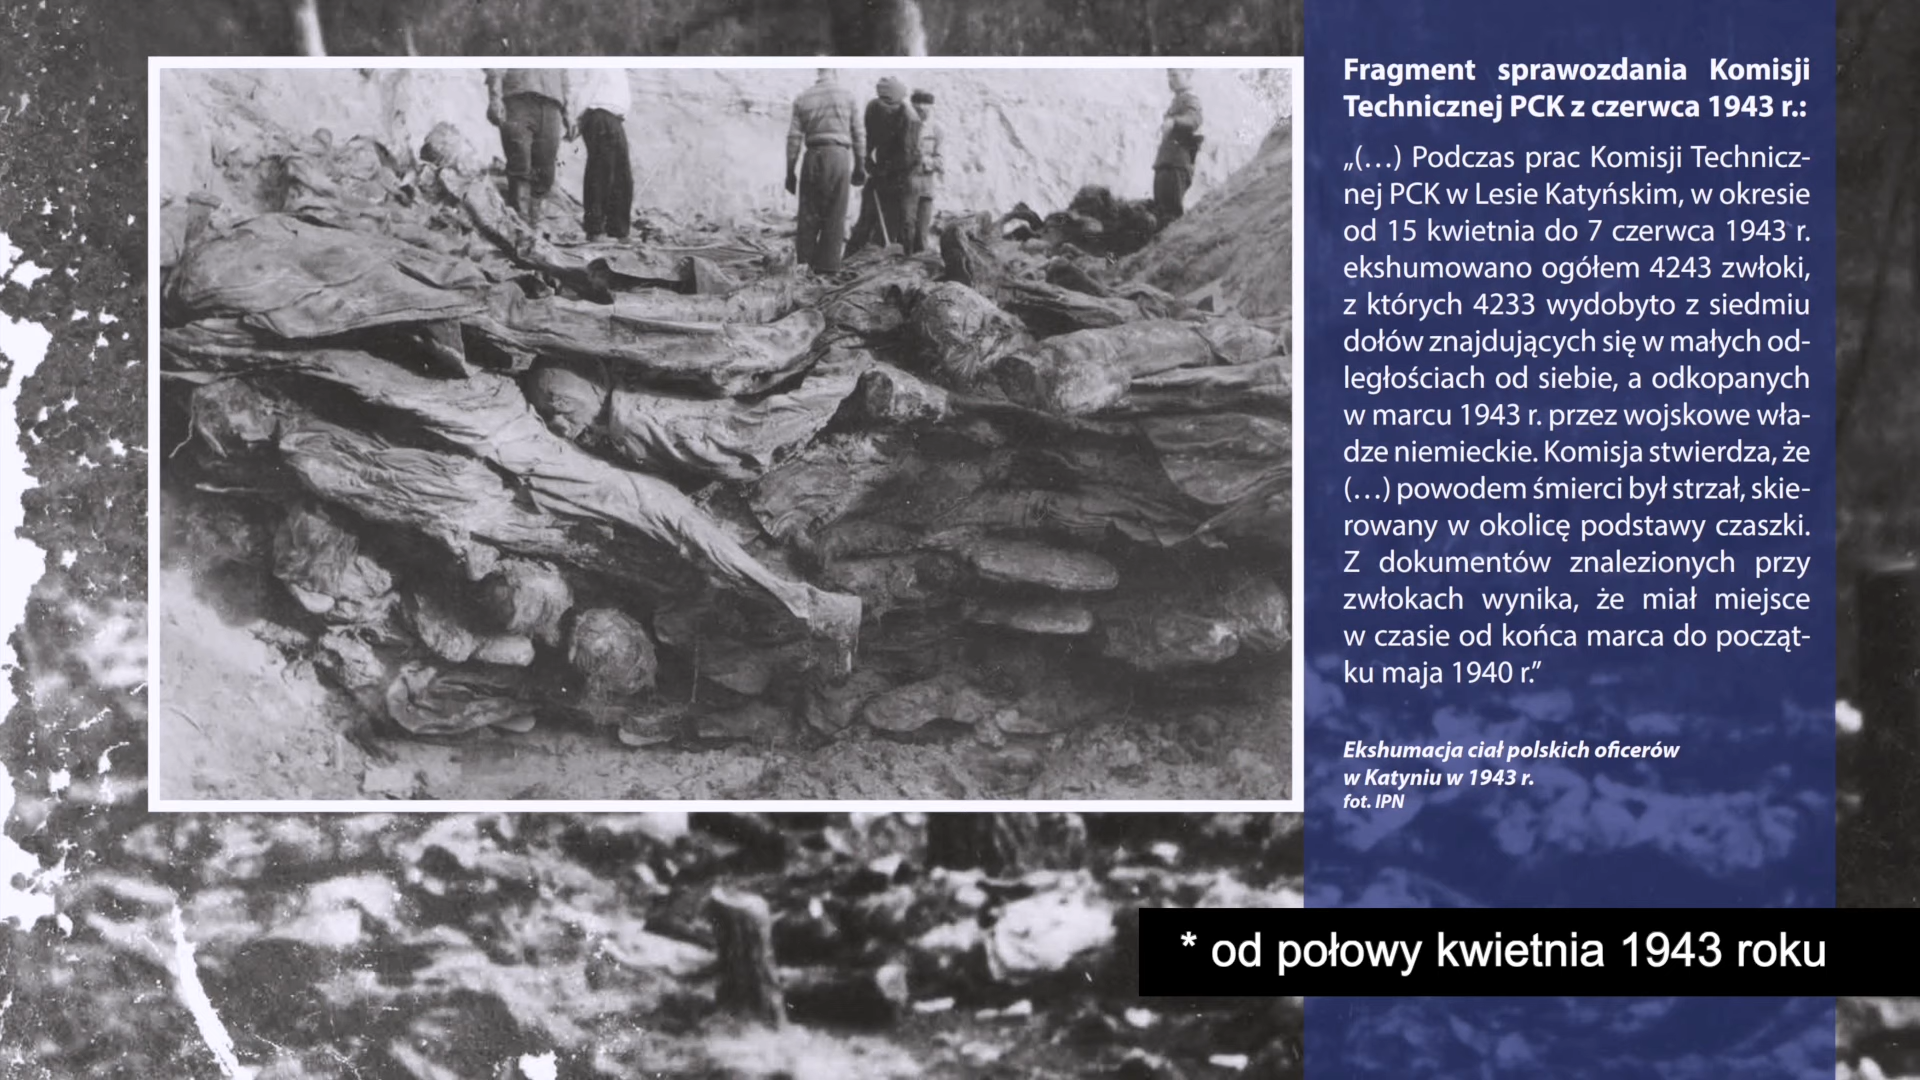 Fragment sprawozdania Komisji
Technicznej PCK z czerwca 1943 r.:
„(…) Podczas prac Komisji Technicz-
nej PCK w Lesie Katyńskim, w okresie
od 15 kwietnia do 7 czerwca 1943 r.
ekshumowano ogółem 4243 zwłoki,
z których 4233 wydobyto z siedmiu
dołów znajdujących się w małych od-
ległościach od siebie, a odkopanych
w marcu 1943 r. przez wojskowe wła-
dze niemieckie. Komisja stwierdza, że
(…) powodem śmierci był strzał, skie-
rowany w okolicę podstawy czaszki.
Z dokumentów znalezionych przy
zwłokach wynika, że miał miejsce
w czasie od końca marca do począt-
ku maja 1940 r.”
Ekshumacja ciał polskich oficerów
w Katyniu w 1943 r.
fot. IPN
* od połowy kwietnia 1943 roku